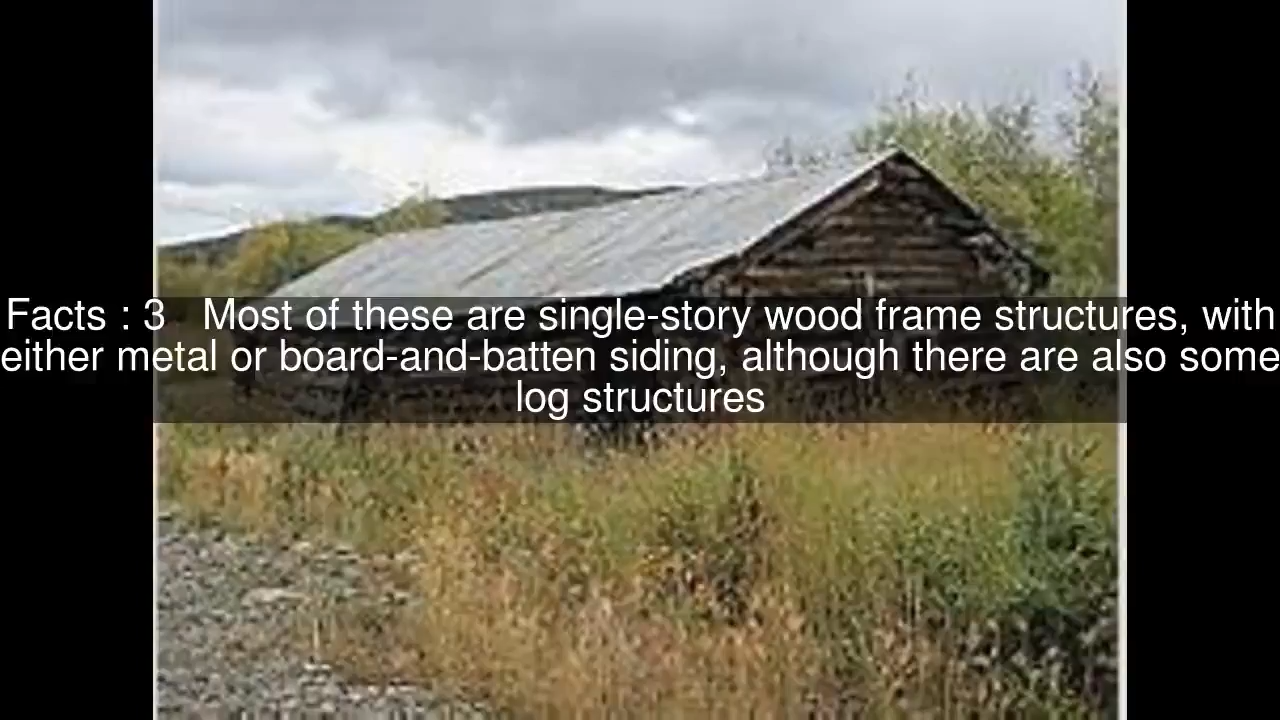 Facts : 3   Most of these are single-story wood frame structures, with
either metal or board-and-batten siding, although there are also some
log structures